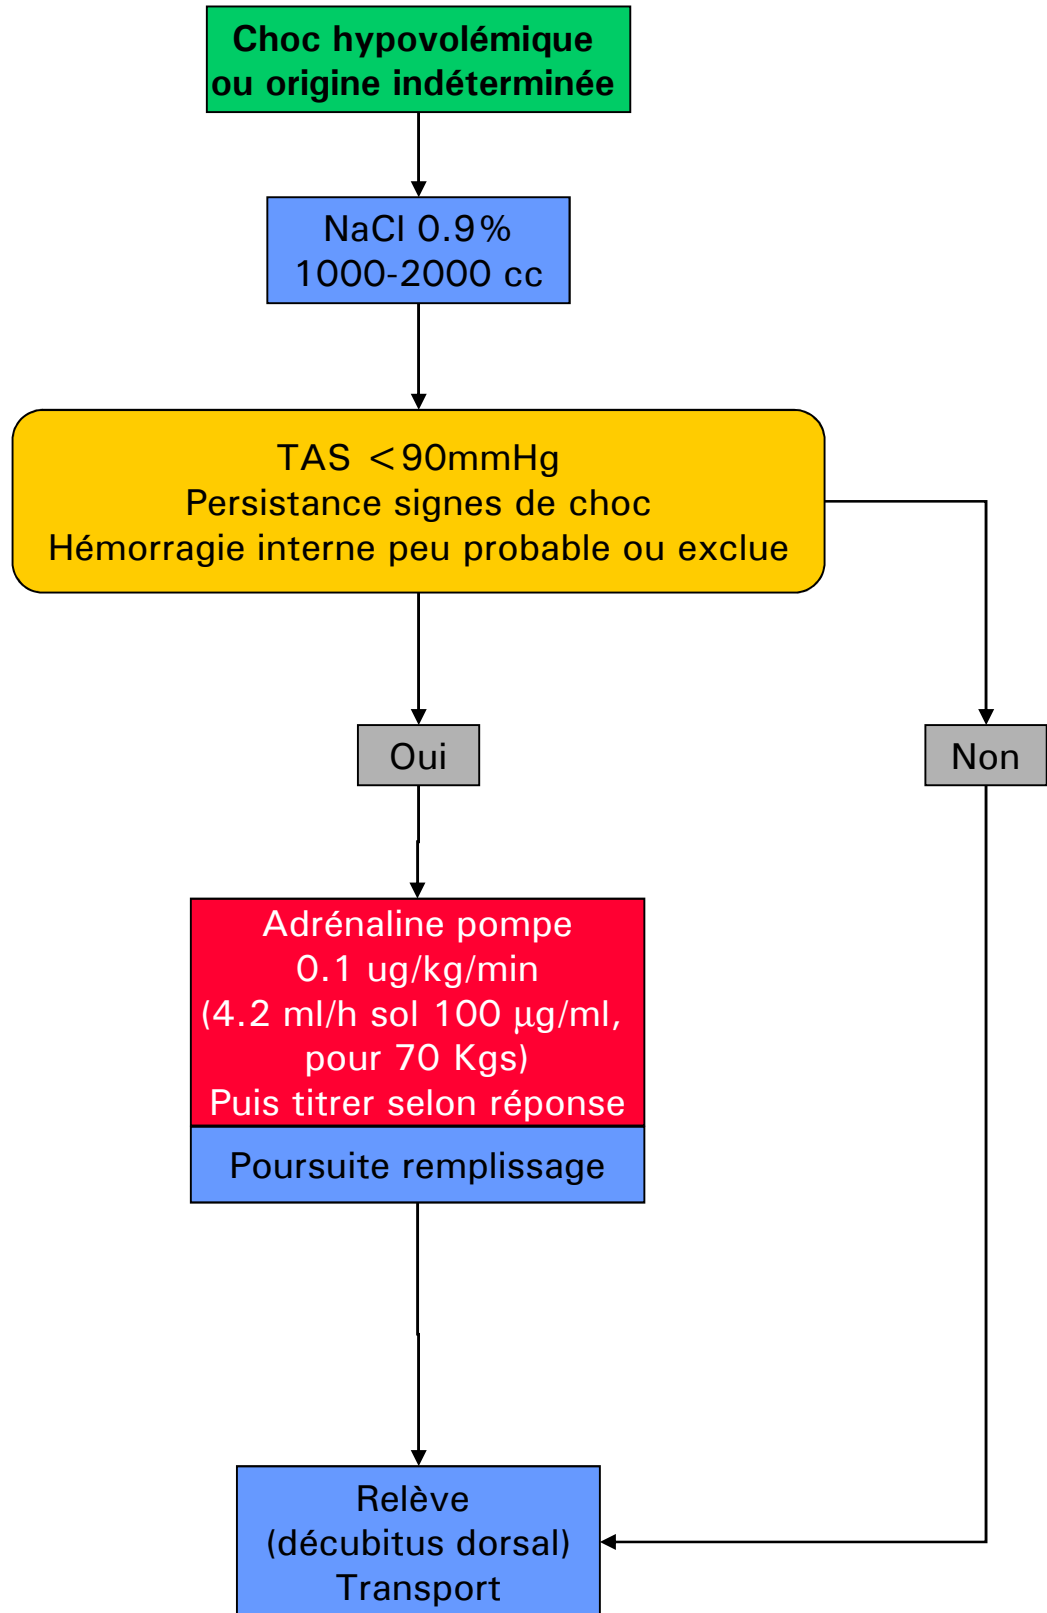 Choc hypovolémique
ou origine indéterminée
NaCl 0.9%
1000-2000 cc
TAS <90mmHg
Persistance signes de choc
Hémorragie interne peu probable ou exclue
Oui
Non
Adrénaline pompe
0.1 ug/kg/min
(4.2 ml/h sol 100 µg/ml,
pour 70 Kgs)
Puis titrer selon réponse
Poursuite remplissage
Relève
(décubitus dorsal)
Transport